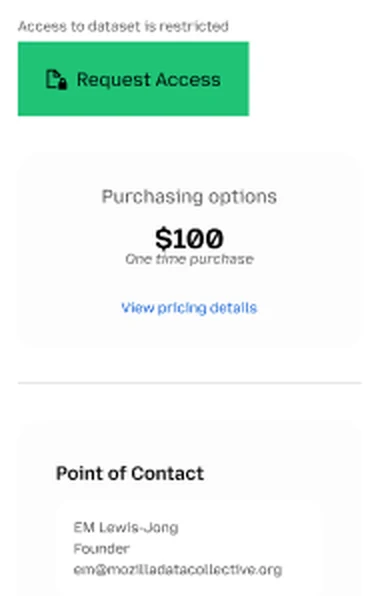 Access to dataset is restricted
Request Access
Purchasing options
$100
One time purchase
View pricing details
Point of Contact
EM Lewis-Jong
Founder
em@mozilladatacollective.org